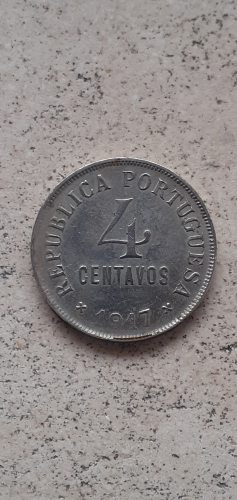 REPUBLICA PORTUGUESA
4
CENTAVOS
* 1917 *